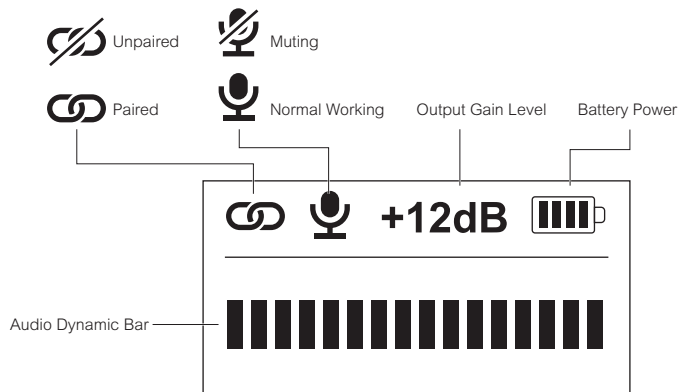 Unpaired
Muting
Paired
Normal Working
Output Gain Level
Battery Power
+12dB
Audio Dynamic Bar